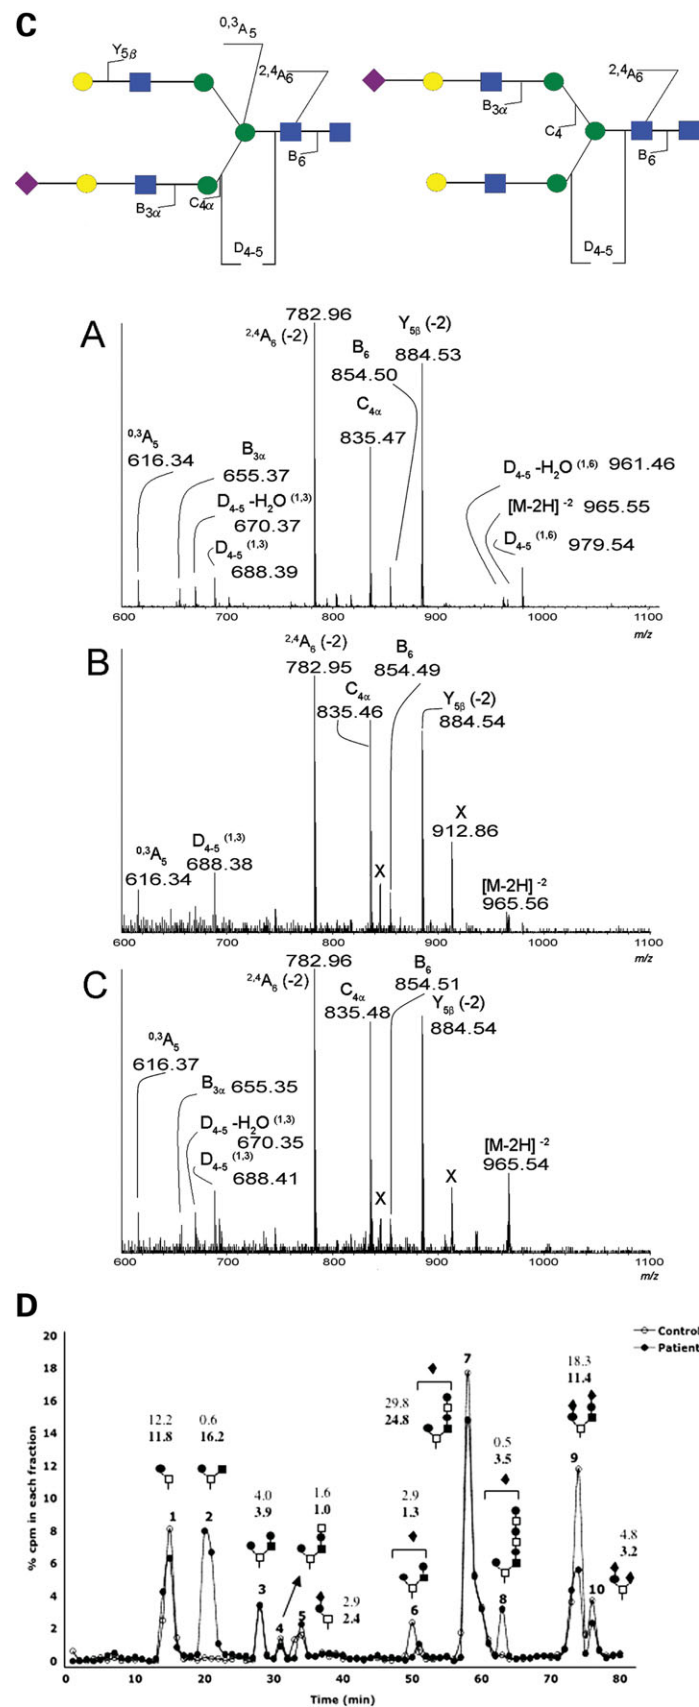 C
0,3A5
Y5β
2,4A6
2,4A6
B3α
C4
B6
B6
B3α
C4α
D4-5
D4-5
A
782.96
2,4A6 (-2)
Y5β (-2)
884.53
B6
854.50
C4α
835.47
0,3A5
616.34
B3α
655.37
D4-5 -H2O (1,3)
670.37
D4-5 (1,3)
688.39
D4-5 -H2O (1,6) 961.46
[M-2H] -2 965.55
D4-5 (1,6) 979.54
600 700 800 900 1000 1100
m/z
B
2,4A6 (-2)
782.95
B6
854.49
C4α
835.46
Y5β (-2)
884.54
X
912.86
0,3A5
616.34
D4-5 (1,3)
688.38
X
[M-2H] -2
965.56
600 700 800 900 1000 1100
m/z
C
782.96
2,4A6 (-2)
B6
854.51
C4α
835.48
Y5β (-2)
884.54
0,3A5
616.37
B3α 655.35
D4-5 -H2O (1,3)
670.35
D4-5 (1,3)
688.41
[M-2H] -2
965.54
X
X
600 700 800 900 1000 1100
m/z
D
Control
Patient
% cpm in each fraction
20
18
16
14
12
10
8
6
4
2
0
12.2
11.8
1
0.6
16.2
2
4.0
3.9
3
1.6
1.0
4
5
2.9
2.4
2.9
1.3
6
29.8
24.8
7
0.5
3.5
8
18.3
11.4
9
4.8
3.2
10
0 10 20 30 40 50 60 70 80
Time (min)